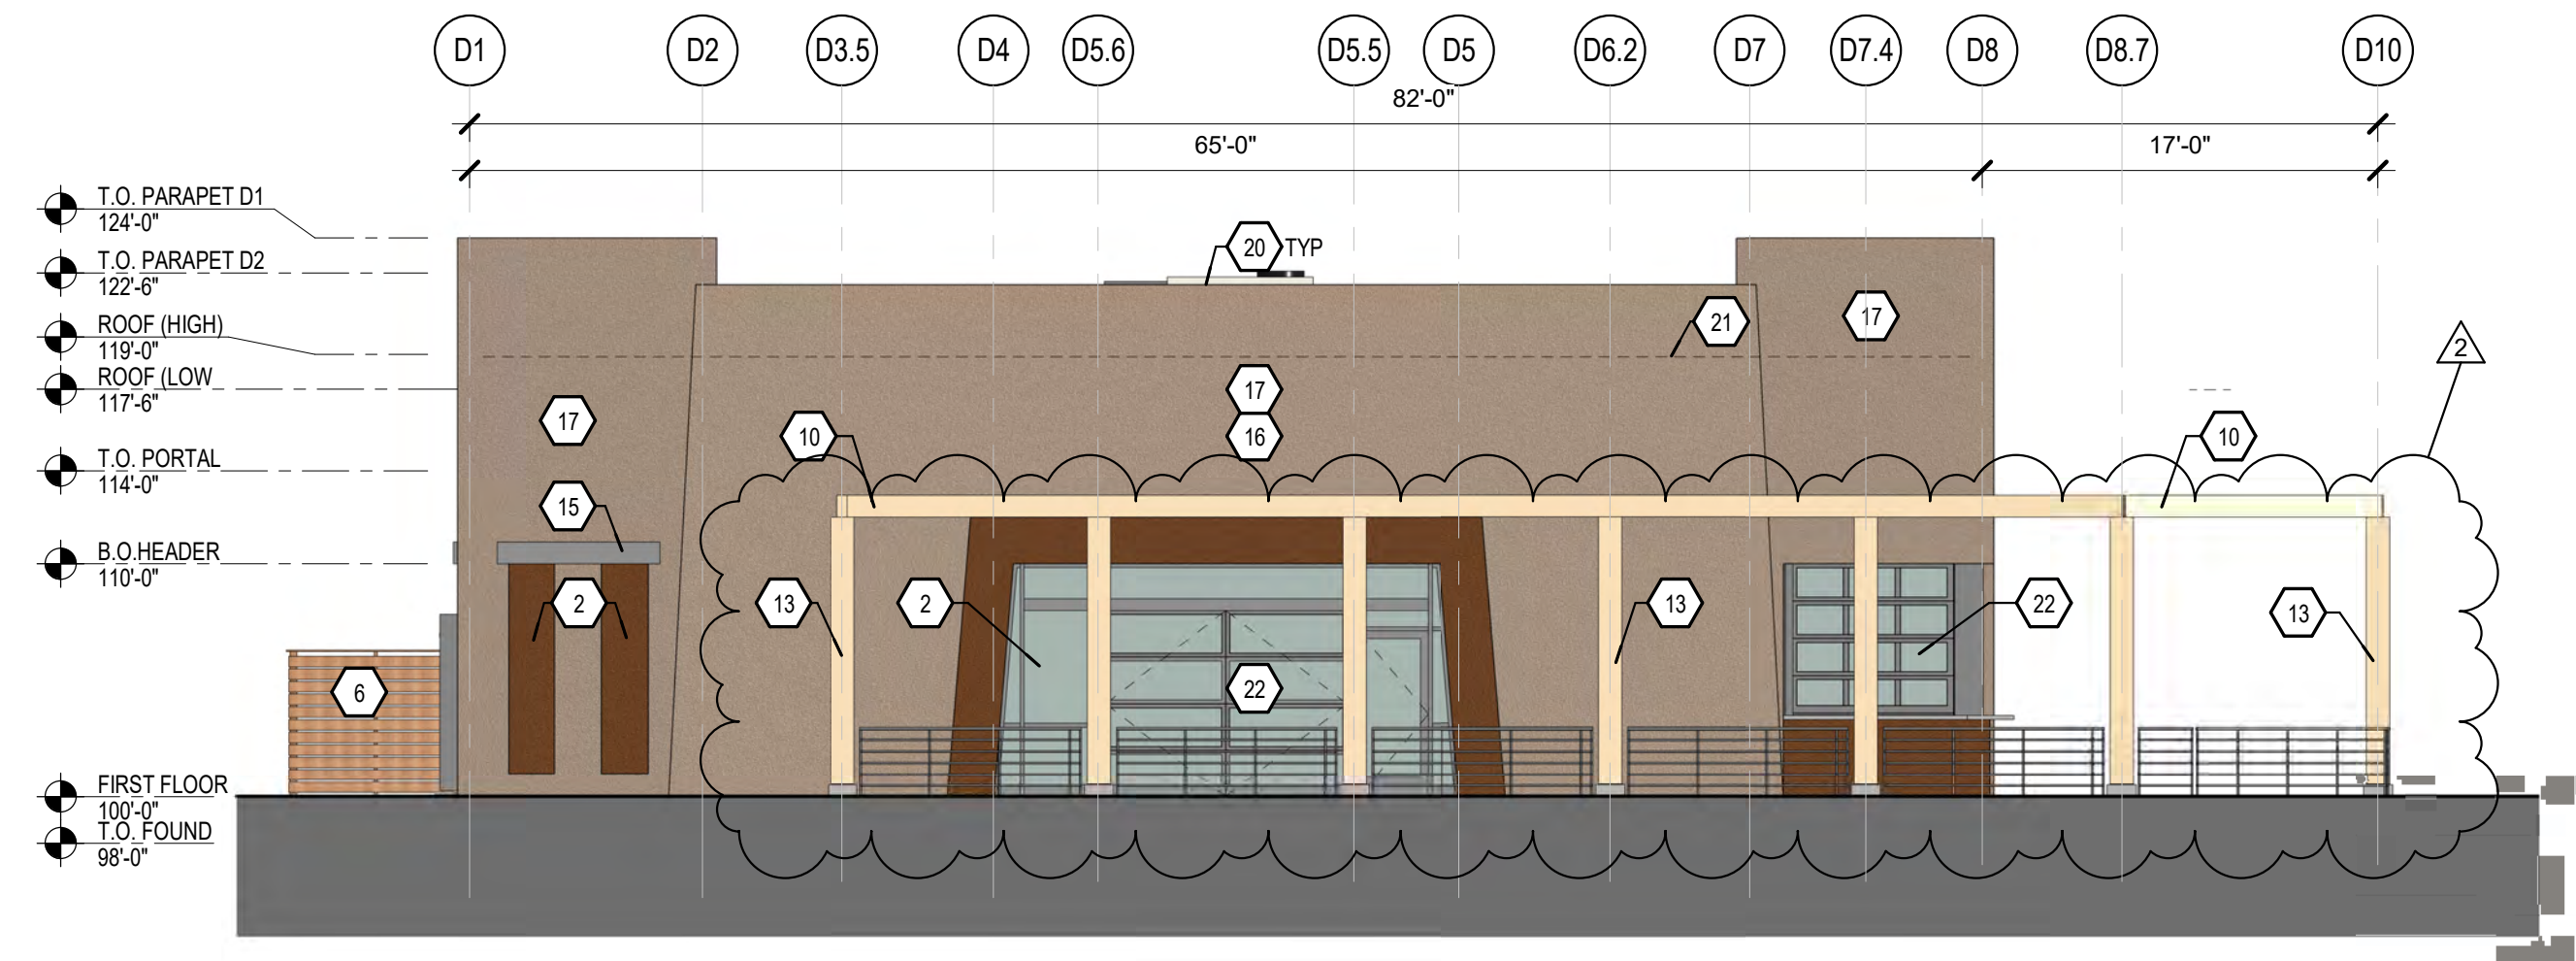 D1 D2 D3.5 D4 D5.6 D5.5 D5 D6.2 D7 D7.4 D8 D8.7 D10
82'-0"
65'-0" 17'-0"
T.O. PARAPET D1
124'-0"
T.O. PARAPET D2
122'-6"
ROOF (HIGH)
119'-0"
ROOF (LOW
117'-6"
T.O. PORTAL
114'-0"
B.O.HEADER
110'-0"
FIRST FLOOR
100'-0"
T.O. FOUND
98'-0"
20 TYP
21
17
2
17
17
10
16
10
15
2
13
2
13
22
13
6
22